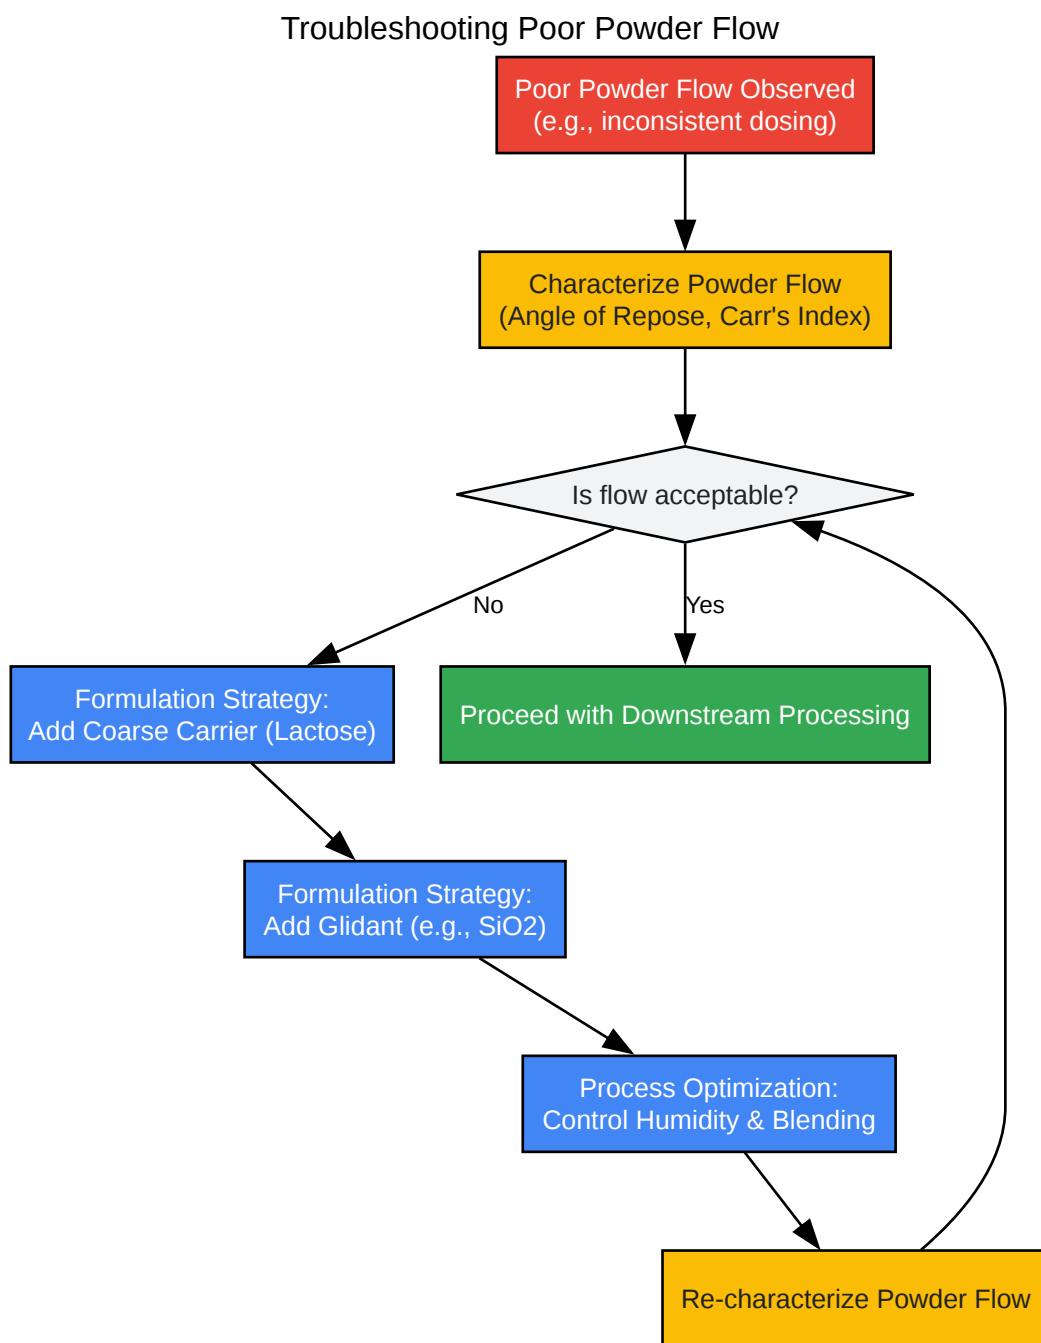 Troubleshooting Poor Powder Flow
Poor Powder Flow Observed
(e.g., inconsistent dosing)
Characterize Powder Flow
(Angle of Repose, Carr's Index)
Is flow acceptable?
No
Yes
Formulation Strategy:
Add Coarse Carrier (Lactose)
Proceed with Downstream Processing
Formulation Strategy:
Add Glidant (e.g., SiO2)
Process Optimization:
Control Humidity & Blending
Re-characterize Powder Flow